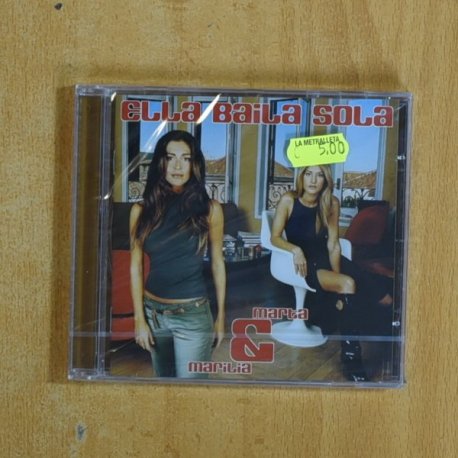 ELLA BAILA SOLA
LA METRALLETA
€ 5,00
marta
&
marilia